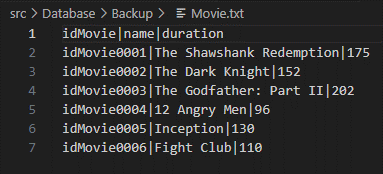 src > Database > Backup > Movie.txt
1 idMovie|name|duration
2 idMovie0001|The Shawshank Redemption|175
3 idMovie0002|The Dark Knight|152
4 idMovie0003|The Godfather: Part II|202
5 idMovie0004|12 Angry Men|96
6 idMovie0005|Inception|130
7 idMovie0006|Fight Club|110